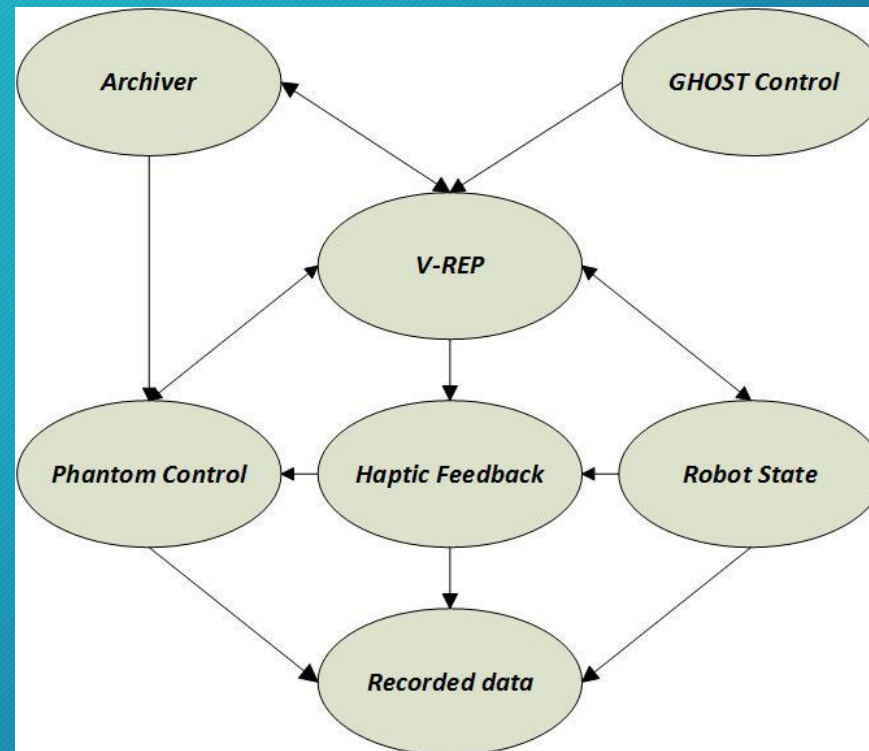 Archiver
GHOST Control
V-REP
Phantom Control
Haptic Feedback
Robot State
Recorded data